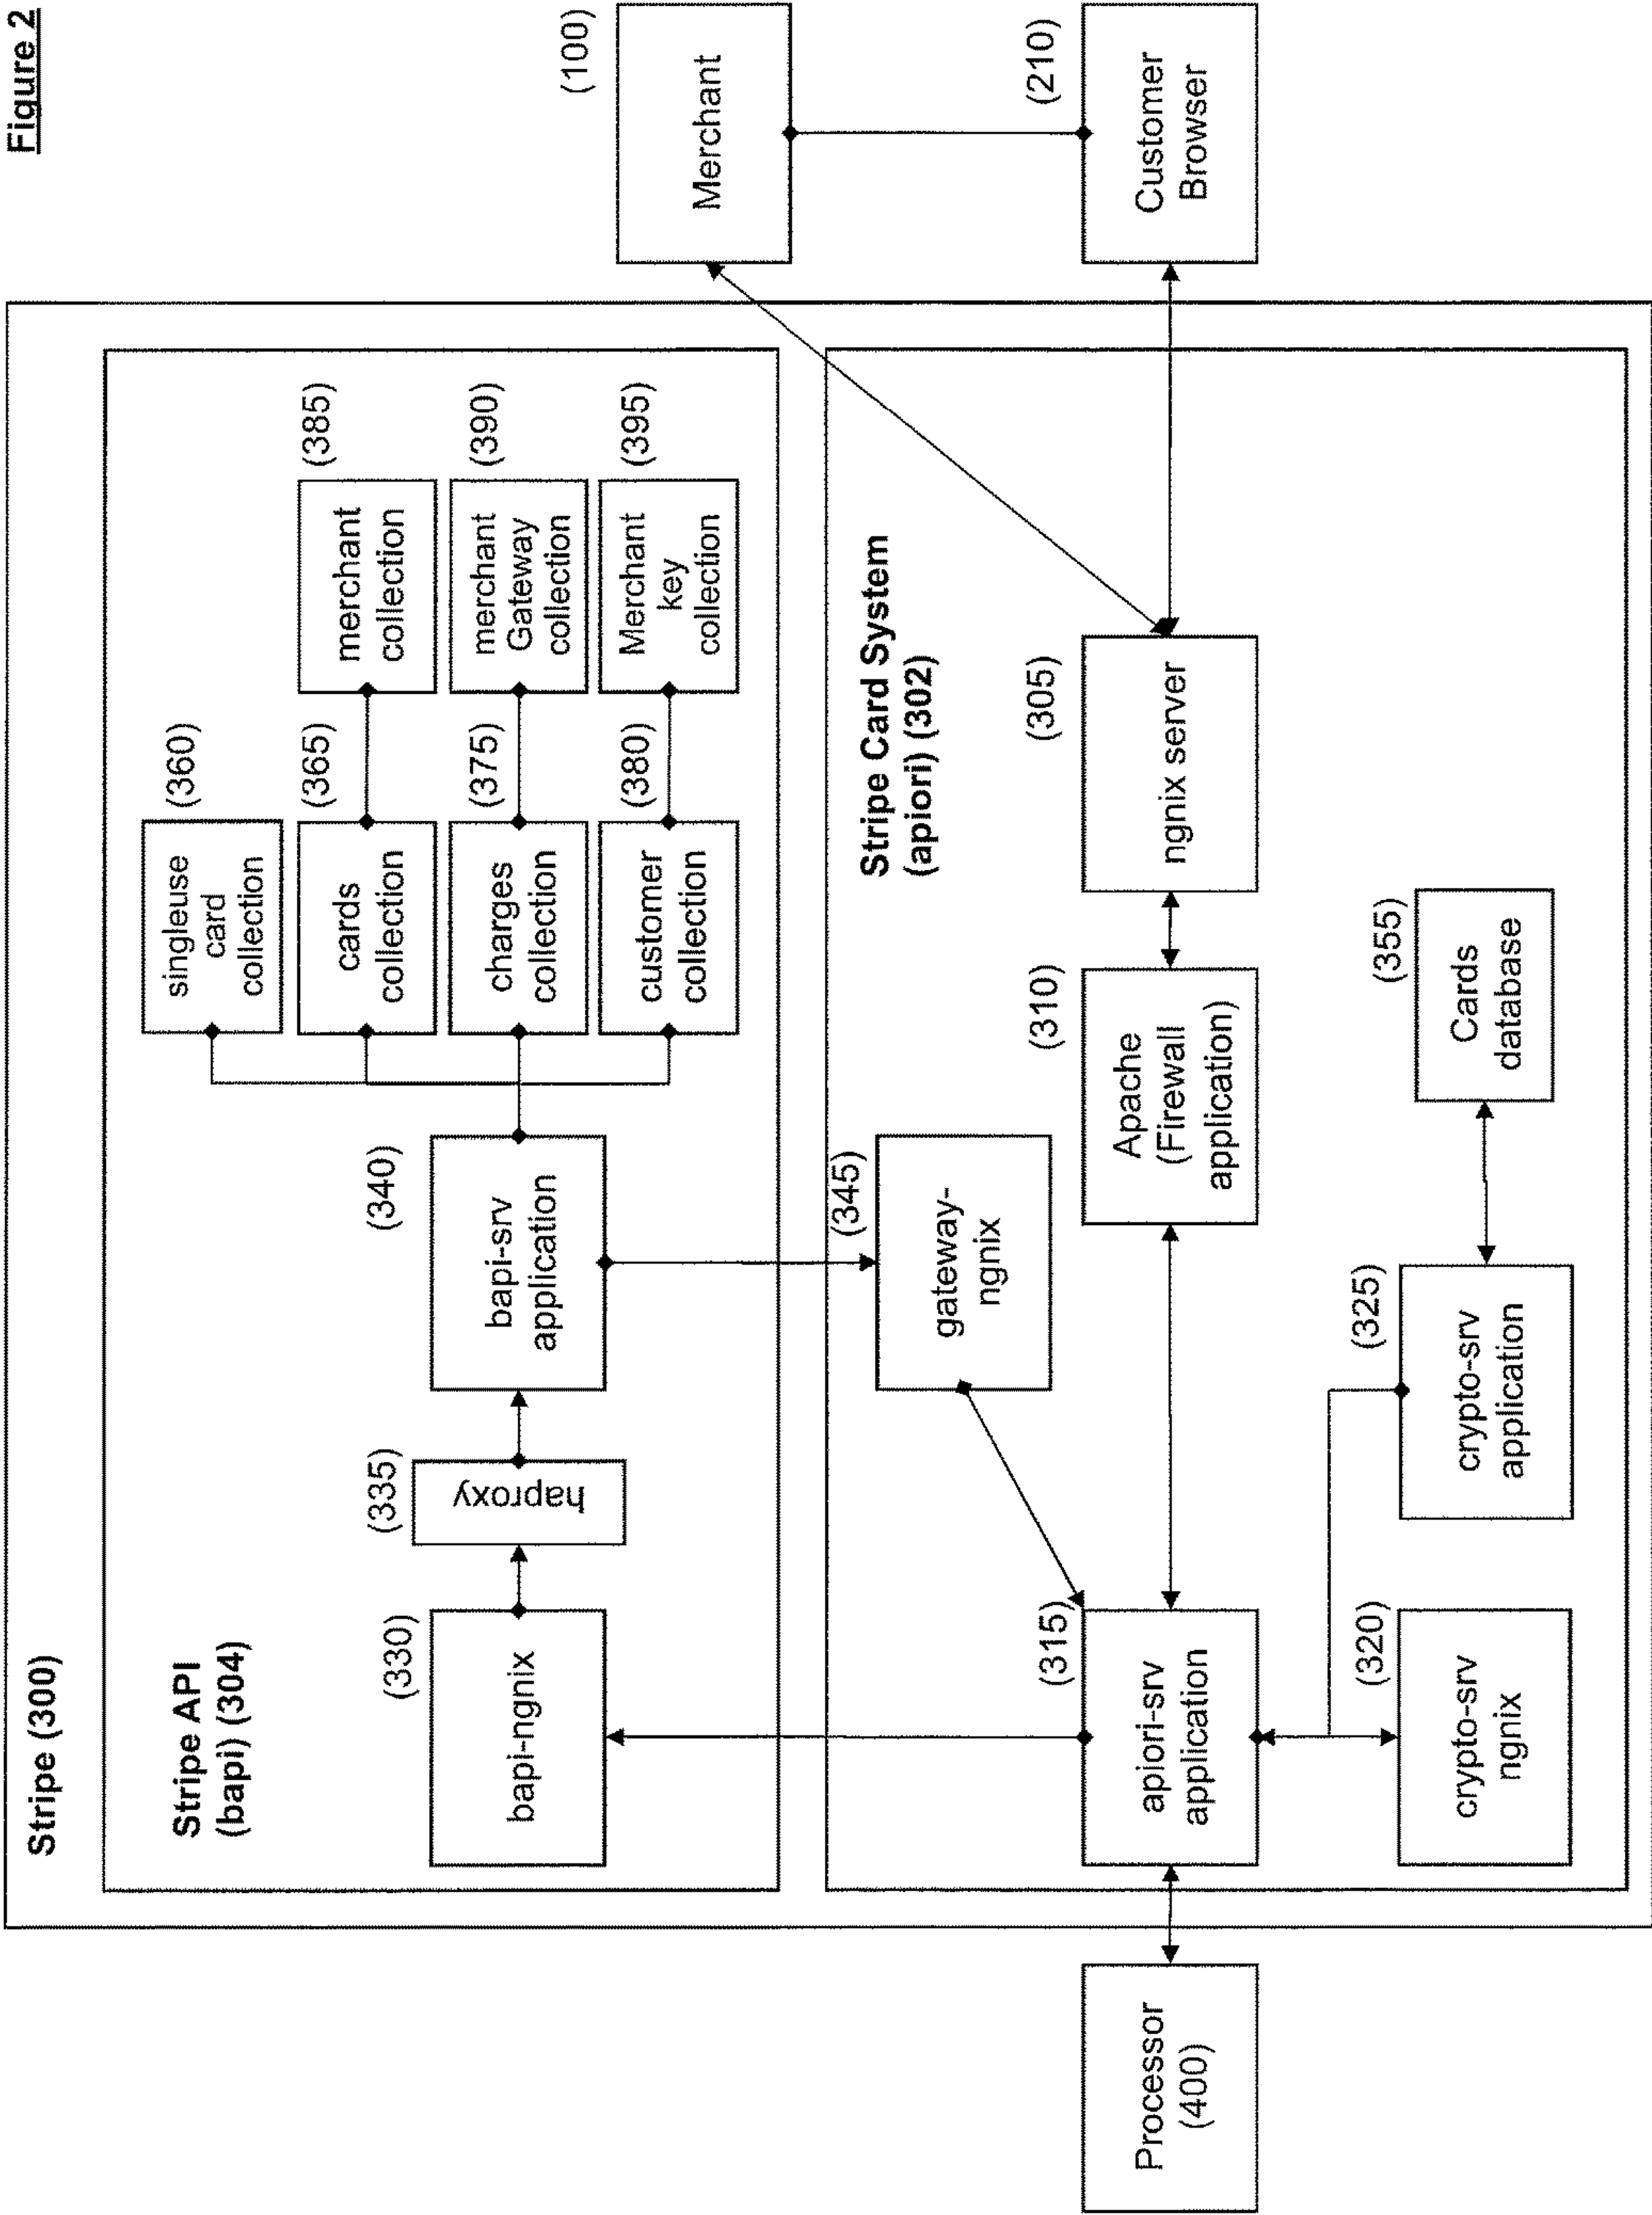 Figure 2
Stripe (300)
Stripe API
(bapi) (304)
(330)
bapi-ngnix
(335)
haproxy
(340)
bapi-srv
application
(360)
singleuse
card
collection
(365)
cards
collection
(375)
charges
collection
(380)
customer
collection
(385)
merchant
collection
(390)
merchant
Gateway
collection
(395)
Merchant
key
collection
(100)
Merchant
(210)
Customer
Browser
Stripe Card System
(apiori) (302)
(345)
gateway-
ngnix
(305)
ngnix server
(310)
Apache
(Firewall
application)
(315)
apiori-srv
application
(320)
crypto-srv
ngnix
(325)
crypto-srv
application
(355)
Cards
database
Processor
(400)